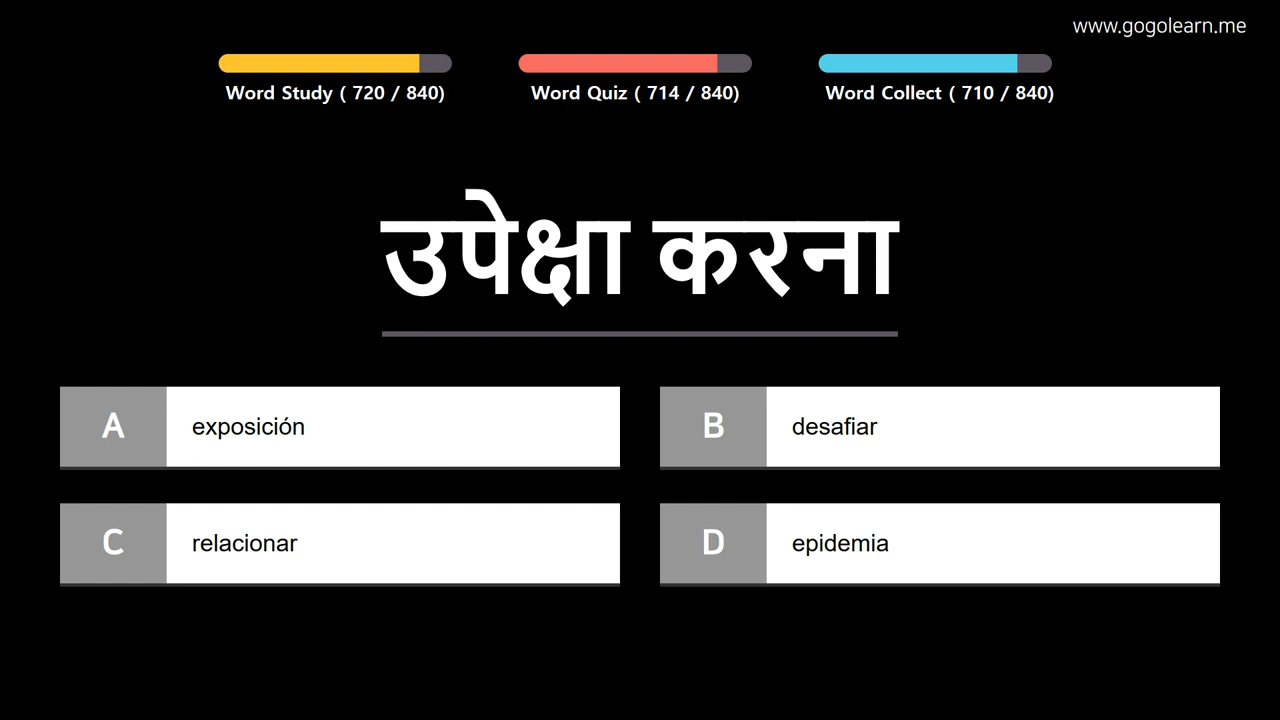 www.gogolearn.me
Word Study ( 720 / 840)
Word Quiz ( 714 / 840)
Word Collect ( 710 / 840)
उपेक्षा करना
A exposición
B desafiar
C relacionar
D epidemia